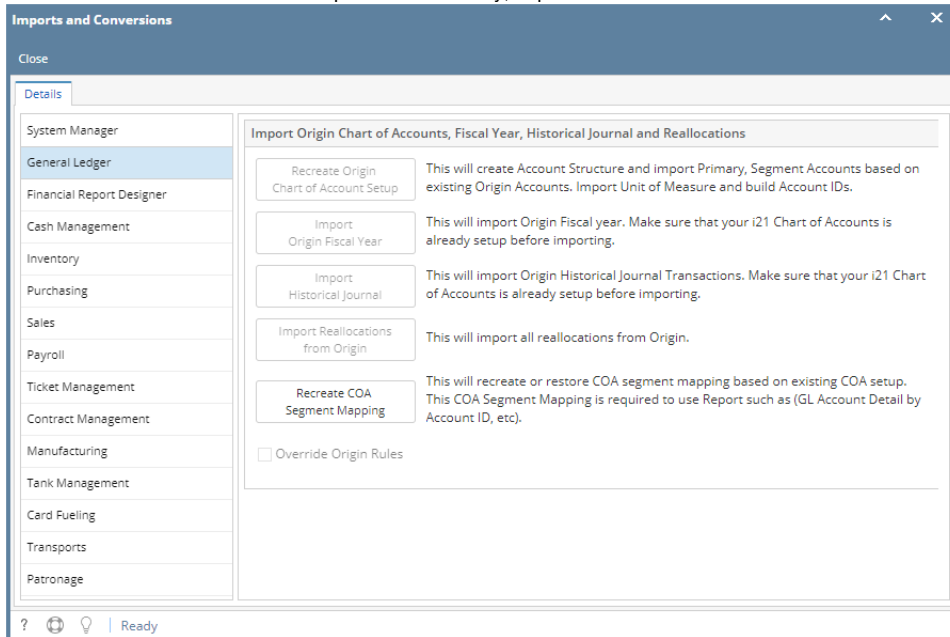 Imports and Conversions
Close
Details
System Manager
General Ledger
Financial Report Designer
Cash Management
Inventory
Purchasing
Sales
Payroll
Ticket Management
Contract Management
Manufacturing
Tank Management
Card Fueling
Transports
Patronage
Import Origin Chart of Accounts, Fiscal Year, Historical Journal and Reallocations
Recreate Origin
Chart of Account Setup
This will create Account Structure and import Primary, Segment Accounts based on
existing Origin Accounts. Import Unit of Measure and build Account IDs.
Import
Origin Fiscal Year
This will import Origin Fiscal year. Make sure that your i21 Chart of Accounts is
already setup before importing.
Import
Historical Journal
This will import Origin Historical Journal Transactions. Make sure that your i21 Chart
of Accounts is already setup before importing.
Import Reallocations
from Origin
This will import all reallocations from Origin.
Recreate COA
Segment Mapping
This will recreate or restore COA segment mapping based on existing COA setup.
This COA Segment Mapping is required to use Report such as (GL Account Detail by
Account ID, etc).
Override Origin Rules
? Ready